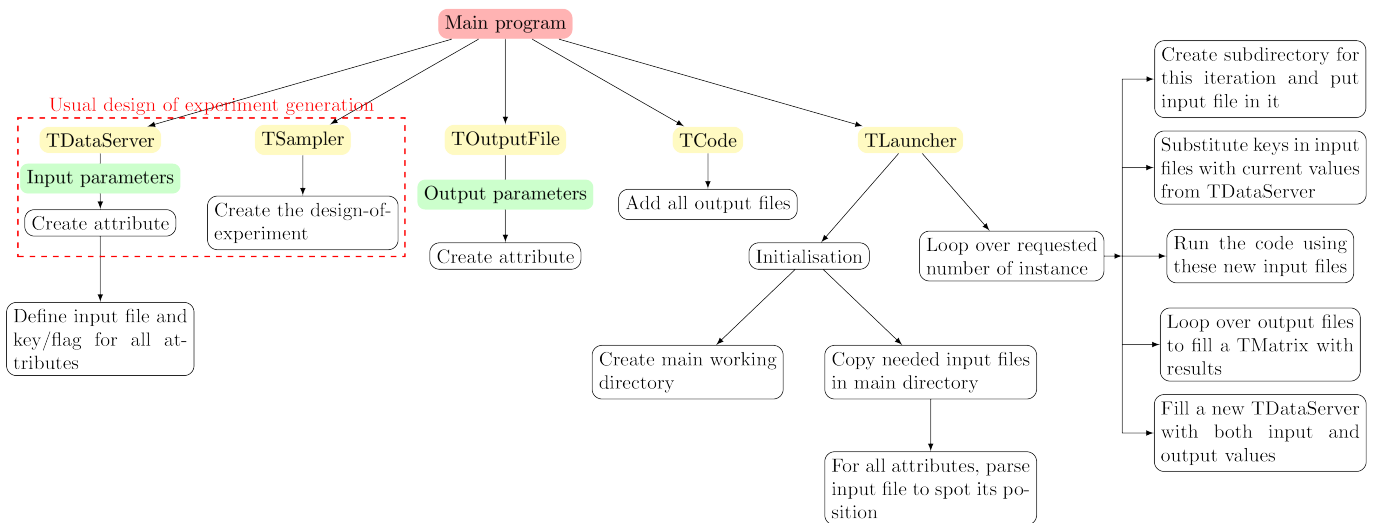 Main program
Usual design of experiment generation
TDataServer
Input parameters
Create attribute
Define input file and
key/flag for all at-
tributes
TSampler
Create the design-of-
experiment
TOutputFile
Output parameters
Create attribute
TCode
Add all output files
TLauncher
Initialisation
Create main working
directory
Copy needed input files
in main directory
For all attributes, parse
input file to spot its po-
sition
Loop over requested
number of instance
Create subdirectory for
this iteration and put
input file in it
Substitute keys in input
files with current values
from TDataServer
Run the code using
these new input files
Loop over output files
to fill a TMatrix with
results
Fill a new TDataServer
with both input and
output values